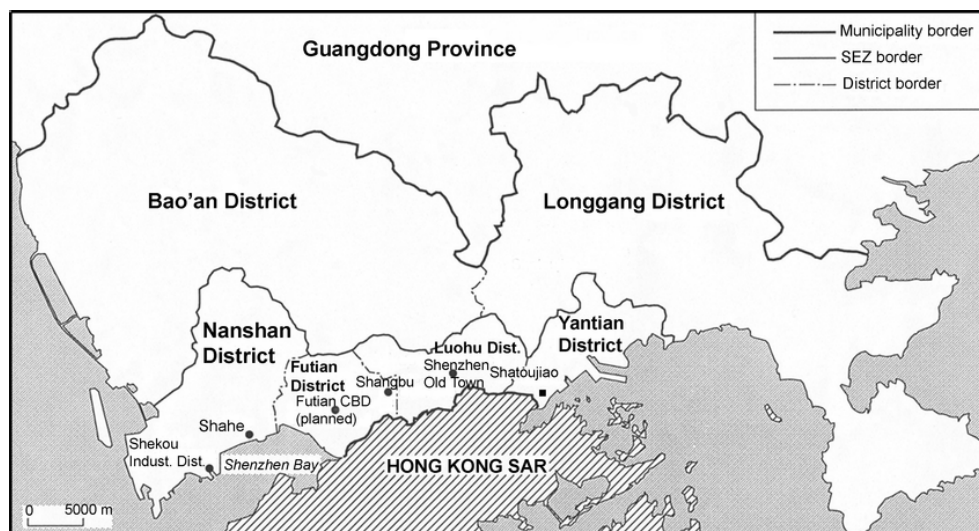 Guangdong Province
Municipality border
SEZ border
District border
Bao'an District
Longgang District
Nanshan
District
Yantian
District
Luohu Dist.
Shenzhen
Old Town
Shatoujiao
Futian
District
Shangbu
Futian CBD
(planned)
Shahe
Shekou
Indust. Dist.
Shenzhen Bay
HONG KONG SAR
0 5000 m